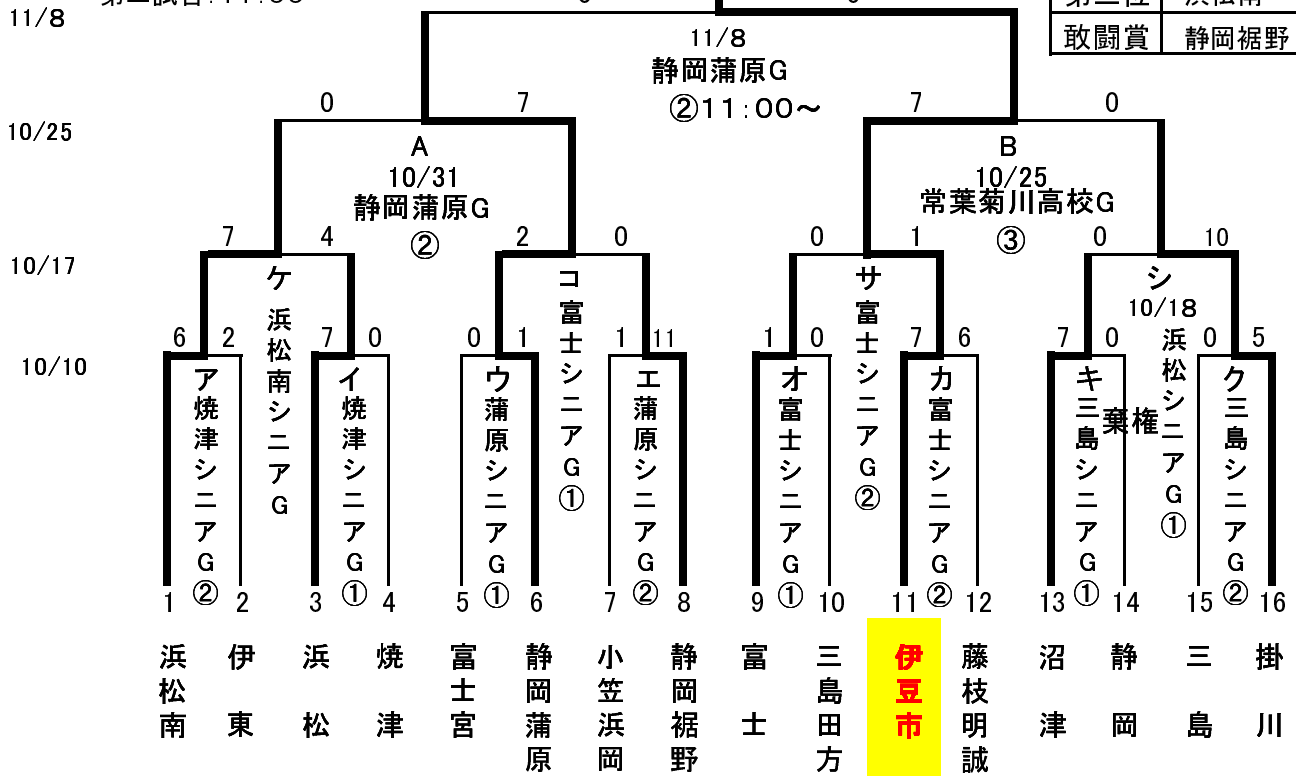 11/8
11/8
敢闘賞 静岡裾野
静岡蒲原G
②11:00～
0 7 7 0
10/25
A B
10/31 10/25
静岡蒲原G 常葉菊川高校G
② ③
7 4 2 0 0 1 0 10
10/17
ケ コ サ シ
10/18
浜松南シニアG
富士シニアG①
富士シニアG②
浜松シニアG①
6 2 7 0 0 1 1 11 1 0 7 6 7 0 0 5
10/10
ア焼津シニアG②
イ焼津シニアG①
ウ蒲原シニアG①
エ蒲原シニアG②
オ富士シニアG①
カ富士シニアG②
キ三島シニアG①
棄権
ク三島シニアG②
1 2 3 4 5 6 7 8 9 10 11 12 13 14 15 16
浜松南
伊東
浜松
焼津
富士宮
静岡蒲原
小笠浜岡
静岡裾野
富士
三島田方
伊豆市
藤枝明誠
沼津
静岡
三島
掛川